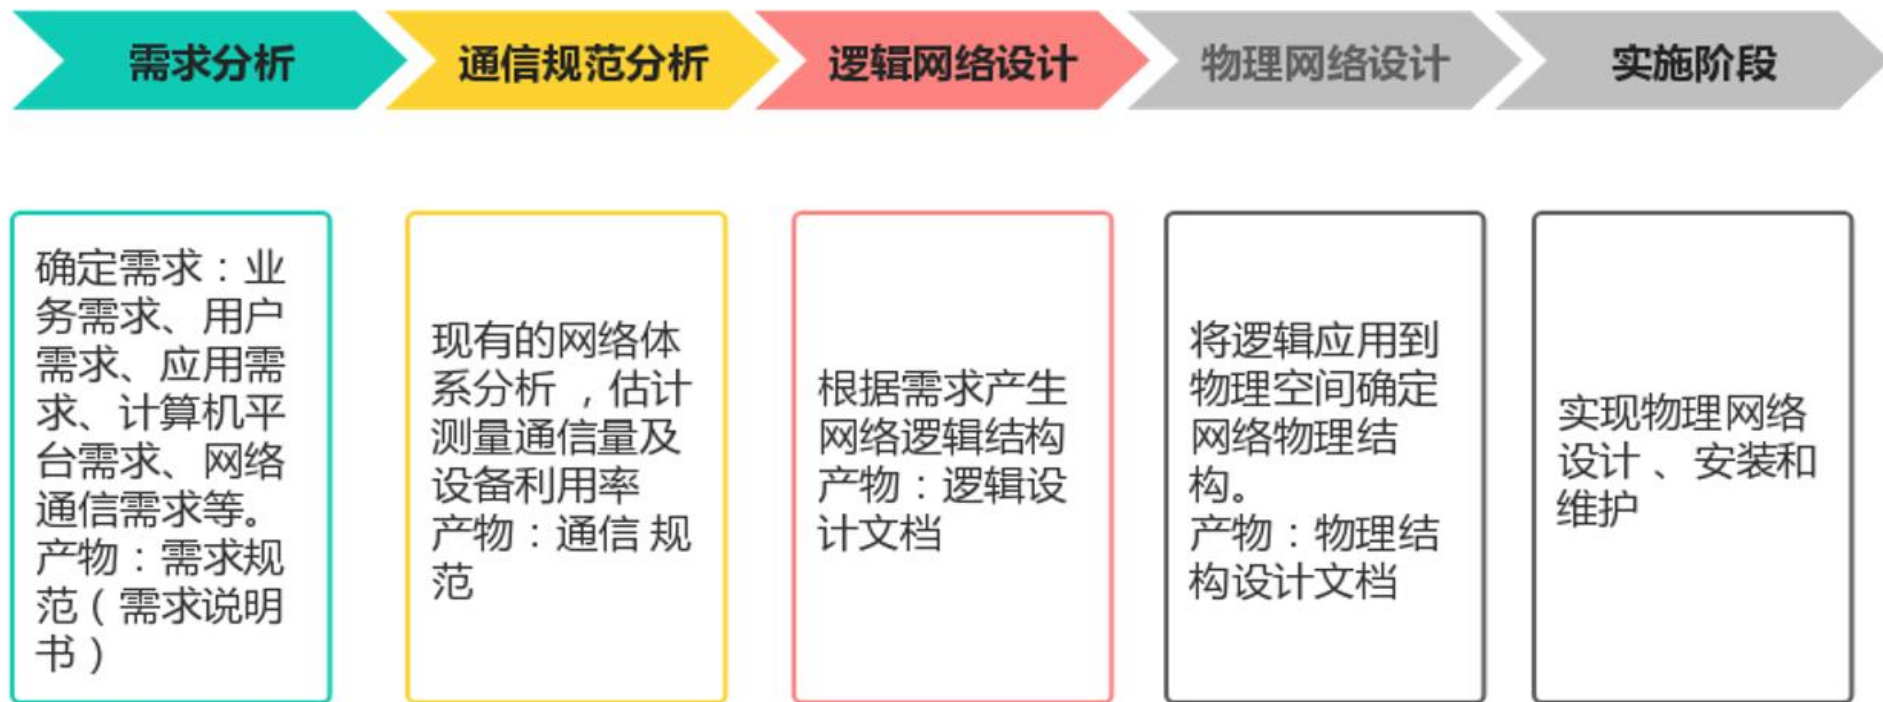 需求分析
通信规范分析
逻辑网络设计
物理网络设计
实施阶段
确定需求：业
务需求、用户
需求、应用需
求、计算机平
台需求、网络
通信需求等。
产物：需求规
范（需求说明
书）
现有的网络体
系分析 ，估计
测量通信量及
设备利用率
产物：通信 规
范
根据需求产生
网络逻辑结构
产物：逻辑设
计文档
将逻辑应用到
物理空间确定
网络物理结
构。
产物：物理结
构设计文档
实现物理网络
设计 、安装和
维护